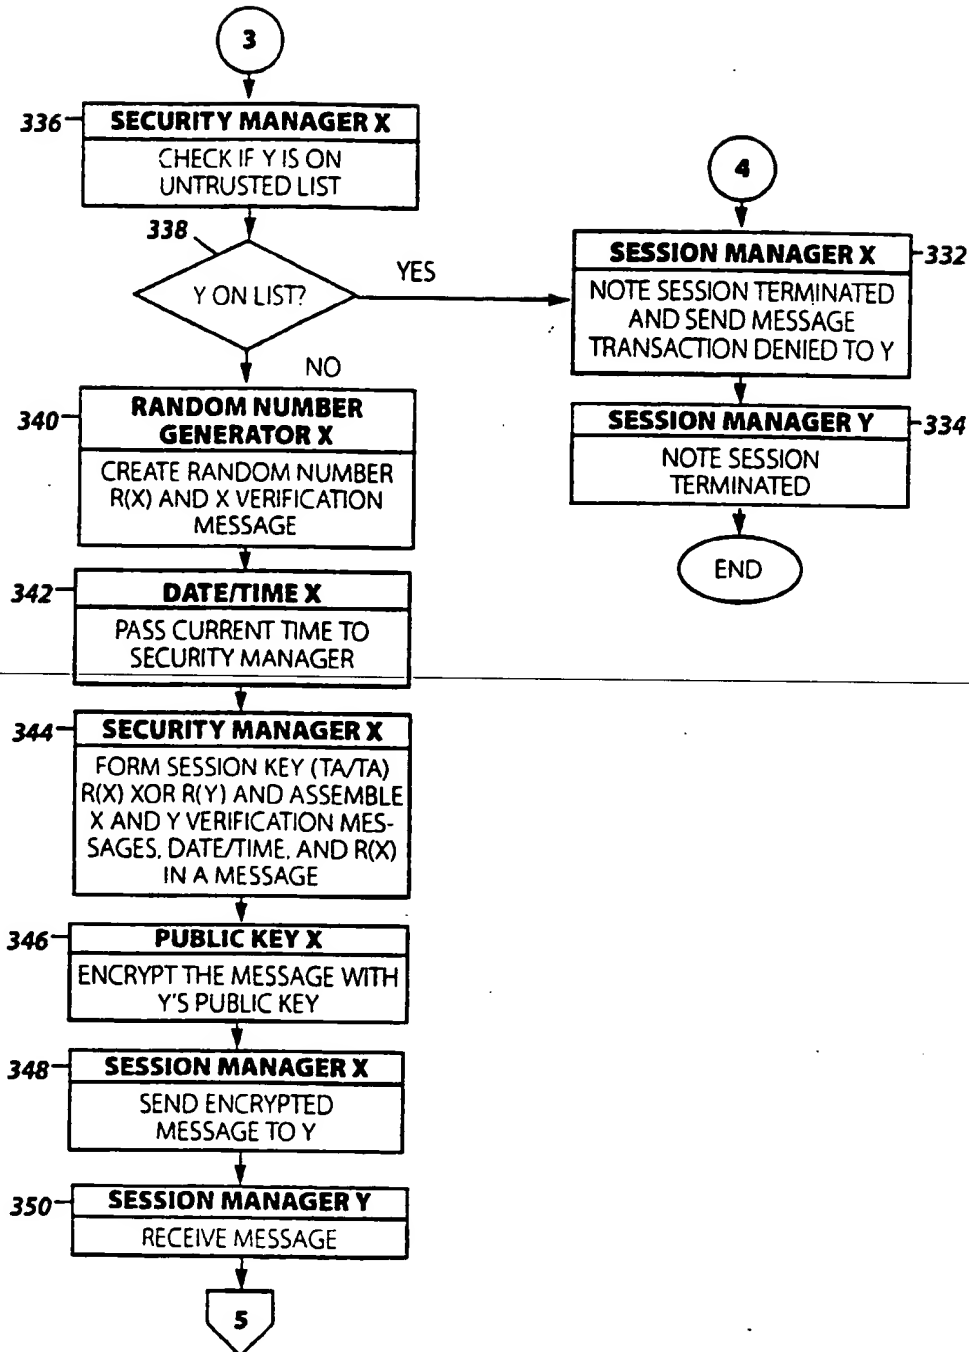 3
336
SECURITY MANAGER X
CHECK IF Y IS ON
UNTRUSTED LIST
338
Y ON LIST?
YES
NO
340
RANDOM NUMBER
GENERATOR X
CREATE RANDOM NUMBER
R(X) AND X VERIFICATION
MESSAGE
342
DATE/TIME X
PASS CURRENT TIME TO
SECURITY MANAGER
344
SECURITY MANAGER X
FORM SESSION KEY (TA/TA)
R(X) XOR R(Y) AND ASSEMBLE
X AND Y VERIFICATION MES-
SAGES, DATE/TIME, AND R(X)
IN A MESSAGE
346
PUBLIC KEY X
ENCRYPT THE MESSAGE WITH
Y'S PUBLIC KEY
348
SESSION MANAGER X
SEND ENCRYPTED
MESSAGE TO Y
350
SESSION MANAGER Y
RECEIVE MESSAGE
5
4
SESSION MANAGER X
332
NOTE SESSION TERMINATED
AND SEND MESSAGE
TRANSACTION DENIED TO Y
SESSION MANAGER Y
334
NOTE SESSION
TERMINATED
END